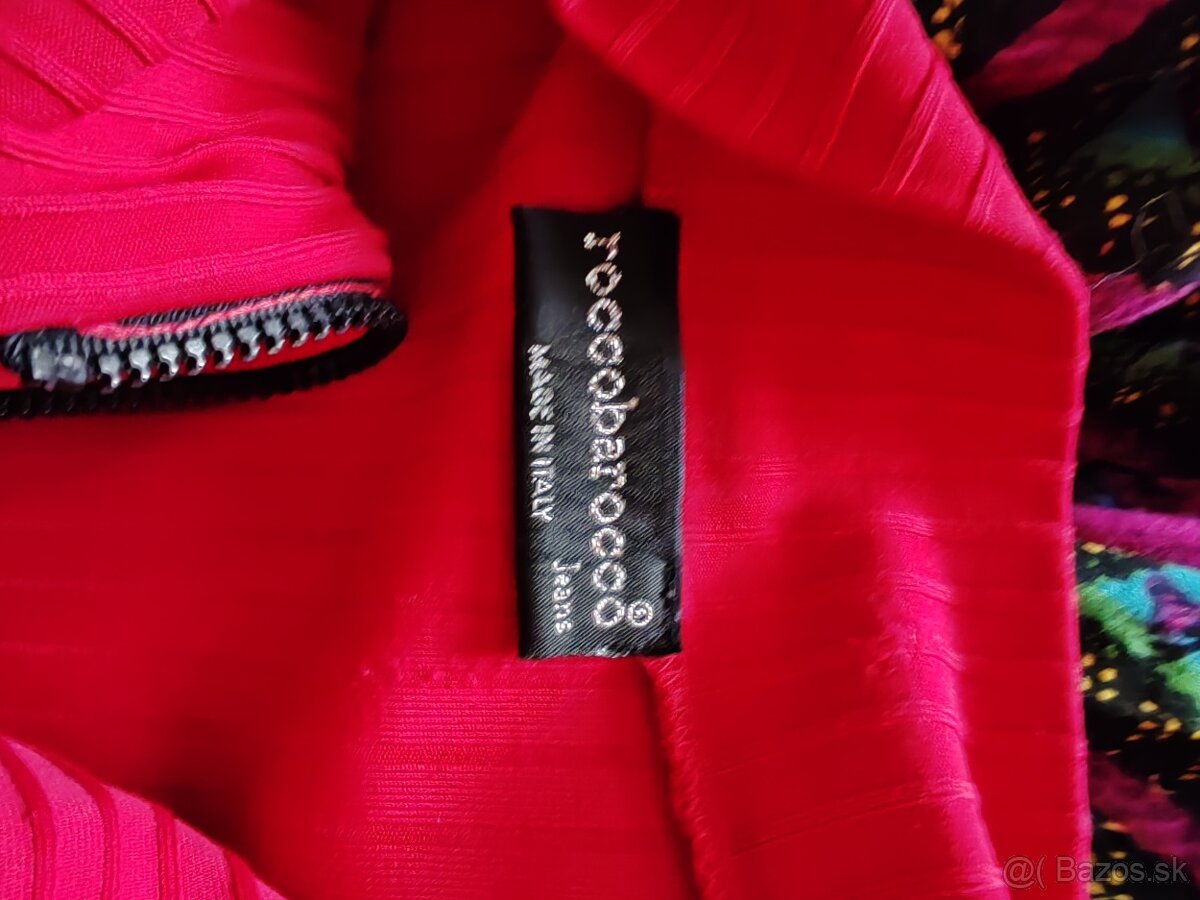 roccobarocco®
MADE IN ITALY
Jeans
@( Bazos.sk